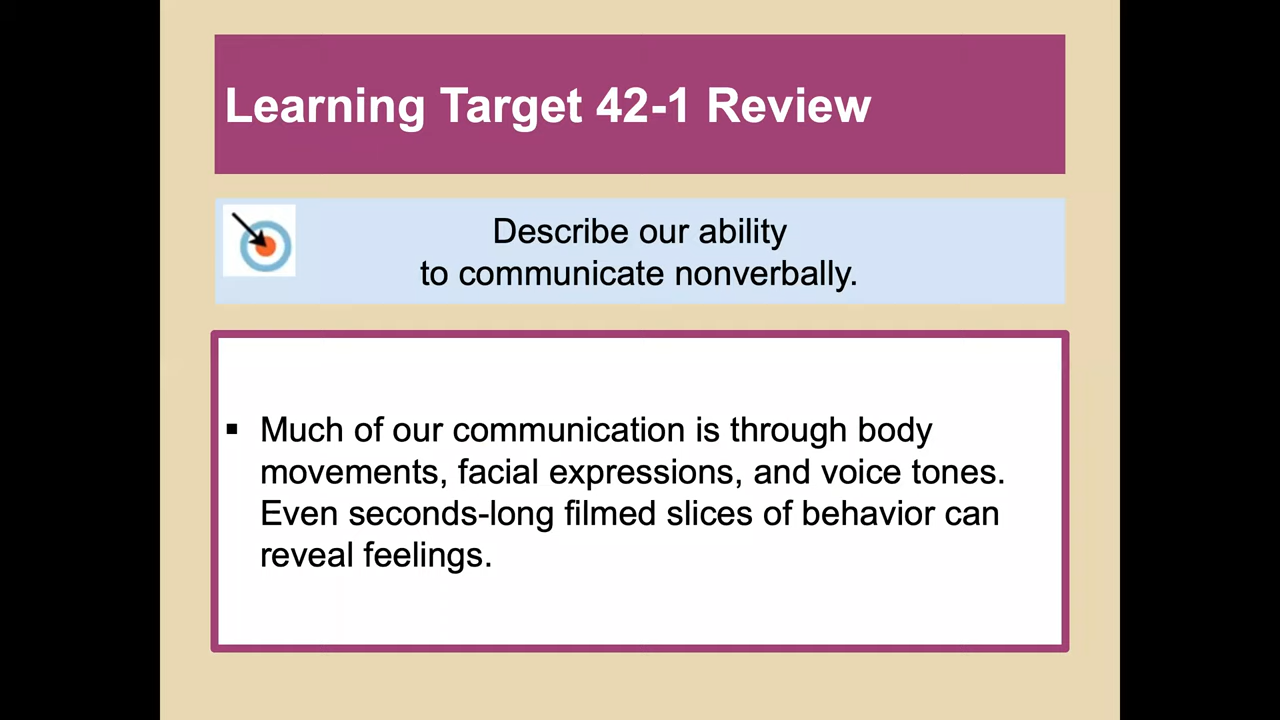 Learning Target 42-1 Review
Describe our ability
to communicate nonverbally.
▪ Much of our communication is through body
movements, facial expressions, and voice tones.
Even seconds-long filmed slices of behavior can
reveal feelings.